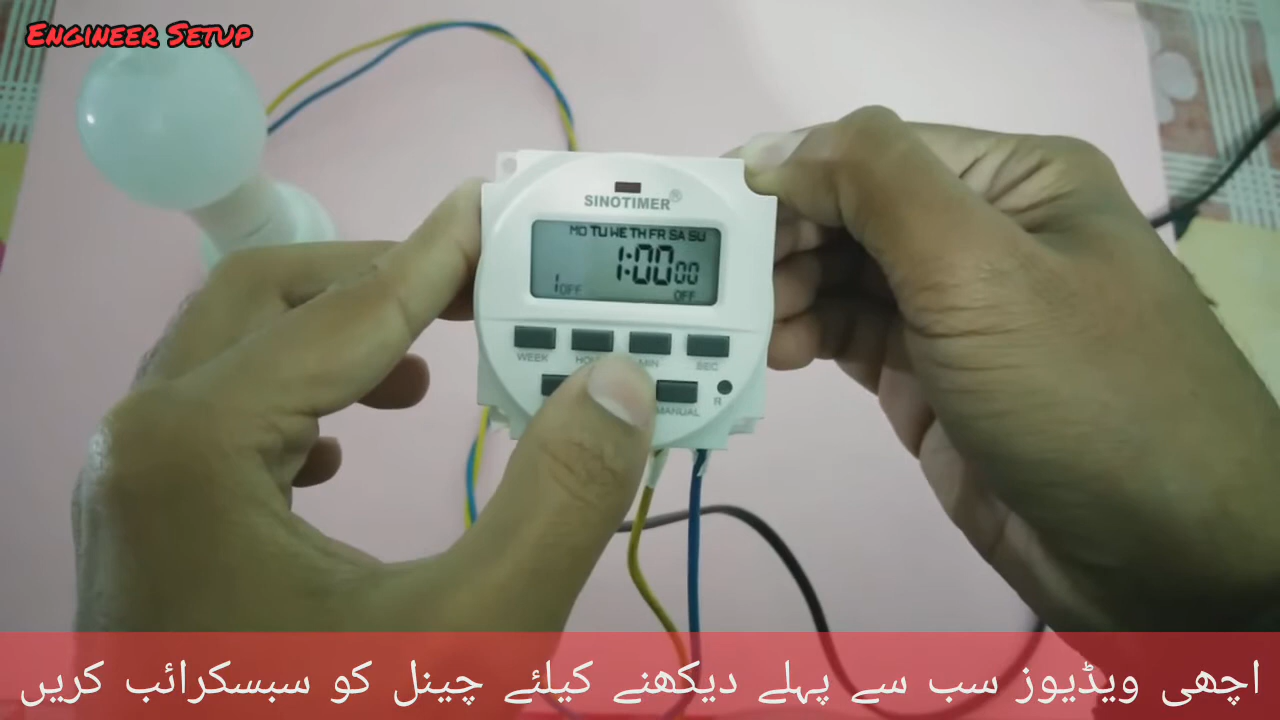 ENGINEER SETUP
SINOTIMER®
MO TU WE TH FR SA SU
1:00 00
1 OFF OFF
WEEK MIN SEC
MANUAL R
اچھی ویڈیوز سب سے پہلے دیکھنے کیلئے چینل کو سبسکرائب کریں